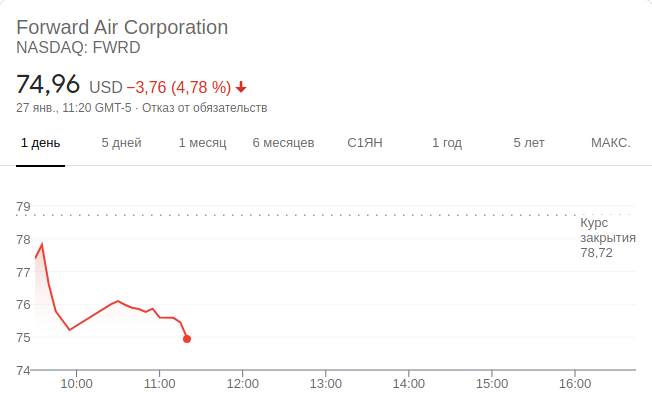 Forward Air Corporation
NASDAQ: FWRD
74,96 USD −3,76 (4,78 %)
27 янв., 11:20 GMT-5 · Отказ от обязательств
1 день 5 дней 1 месяц 6 месяцев С1ЯН 1 год 5 лет МАКС.
79
Курс
закрытия
78,72
78
77
76
75
74
10:00 11:00 12:00 13:00 14:00 15:00 16:00